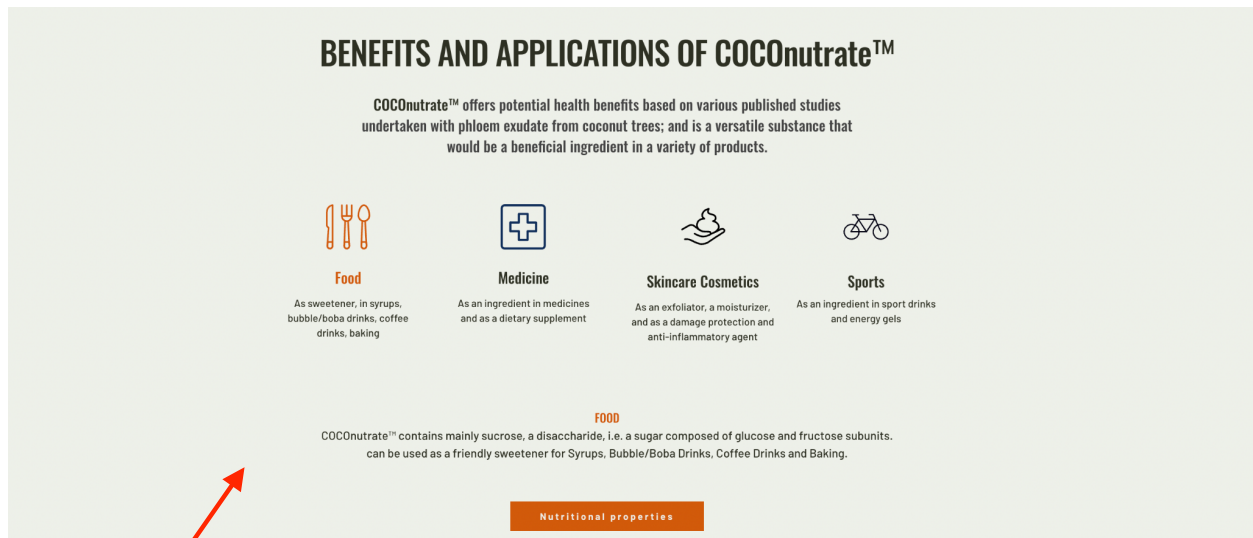 BENEFITS AND APPLICATIONS OF COCOnutrate™
COCOnutrate™ offers potential health benefits based on various published studies
undertaken with phloem exudate from coconut trees; and is a versatile substance that
would be a beneficial ingredient in a variety of products.
Food
As sweetener, in syrups,
bubble/boba drinks, coffee
drinks, baking
Medicine
As an ingredient in medicines
and as a dietary supplement
Skincare Cosmetics
As an exfoliator, a moisturizer,
and as a damage protection and
anti-inflammatory agent
Sports
As an ingredient in sport drinks
and energy gels
FOOD
COCOnutrate™ contains mainly sucrose, a disaccharide, i.e. a sugar composed of glucose and fructose subunits.
can be used as a friendly sweetener for Syrups, Bubble/Boba Drinks, Coffee Drinks and Baking.
Nutritional properties